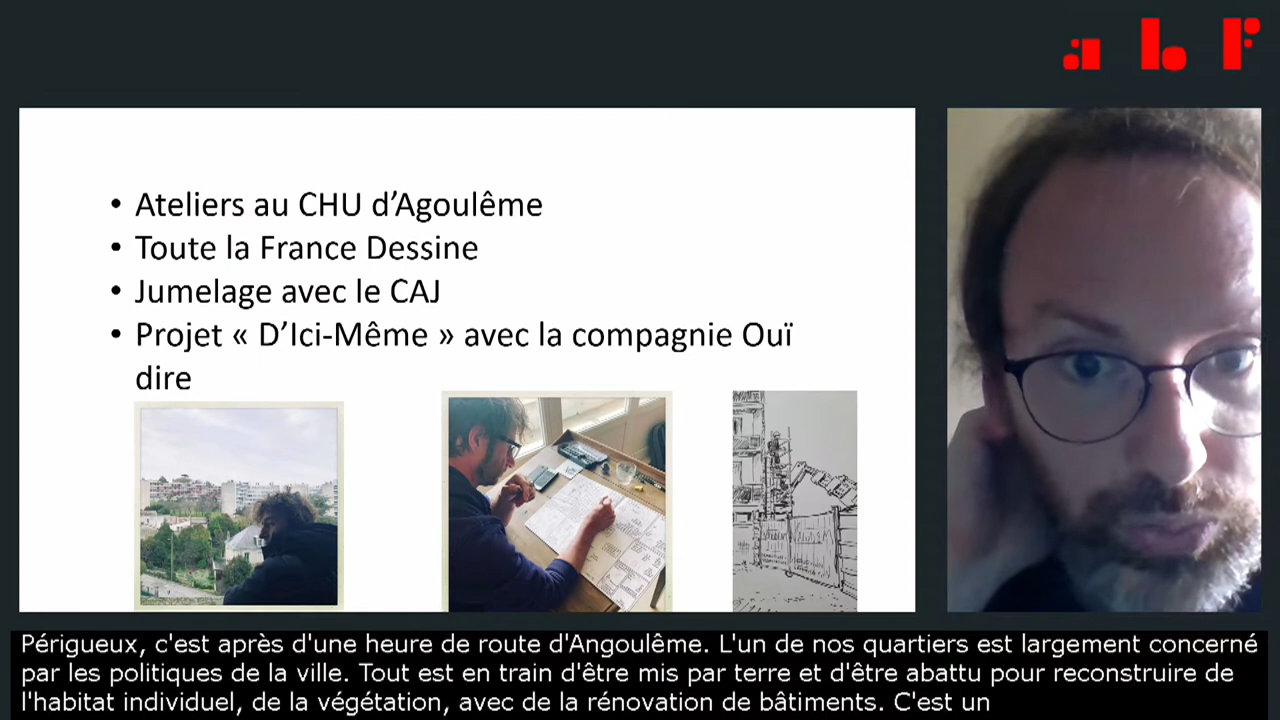 abF
• Ateliers au CHU d’Agoulême
• Toute la France Dessine
• Jumelage avec le CAJ
• Projet « D’Ici-Même » avec la compagnie Ouï
dire
Périgueux, c'est après d'une heure de route d'Angoulême. L'un de nos quartiers est largement concerné
par les politiques de la ville. Tout est en train d'être mis par terre et d'être abattu pour reconstruire de
l'habitat individuel, de la végétation, avec de la rénovation de bâtiments. C'est un